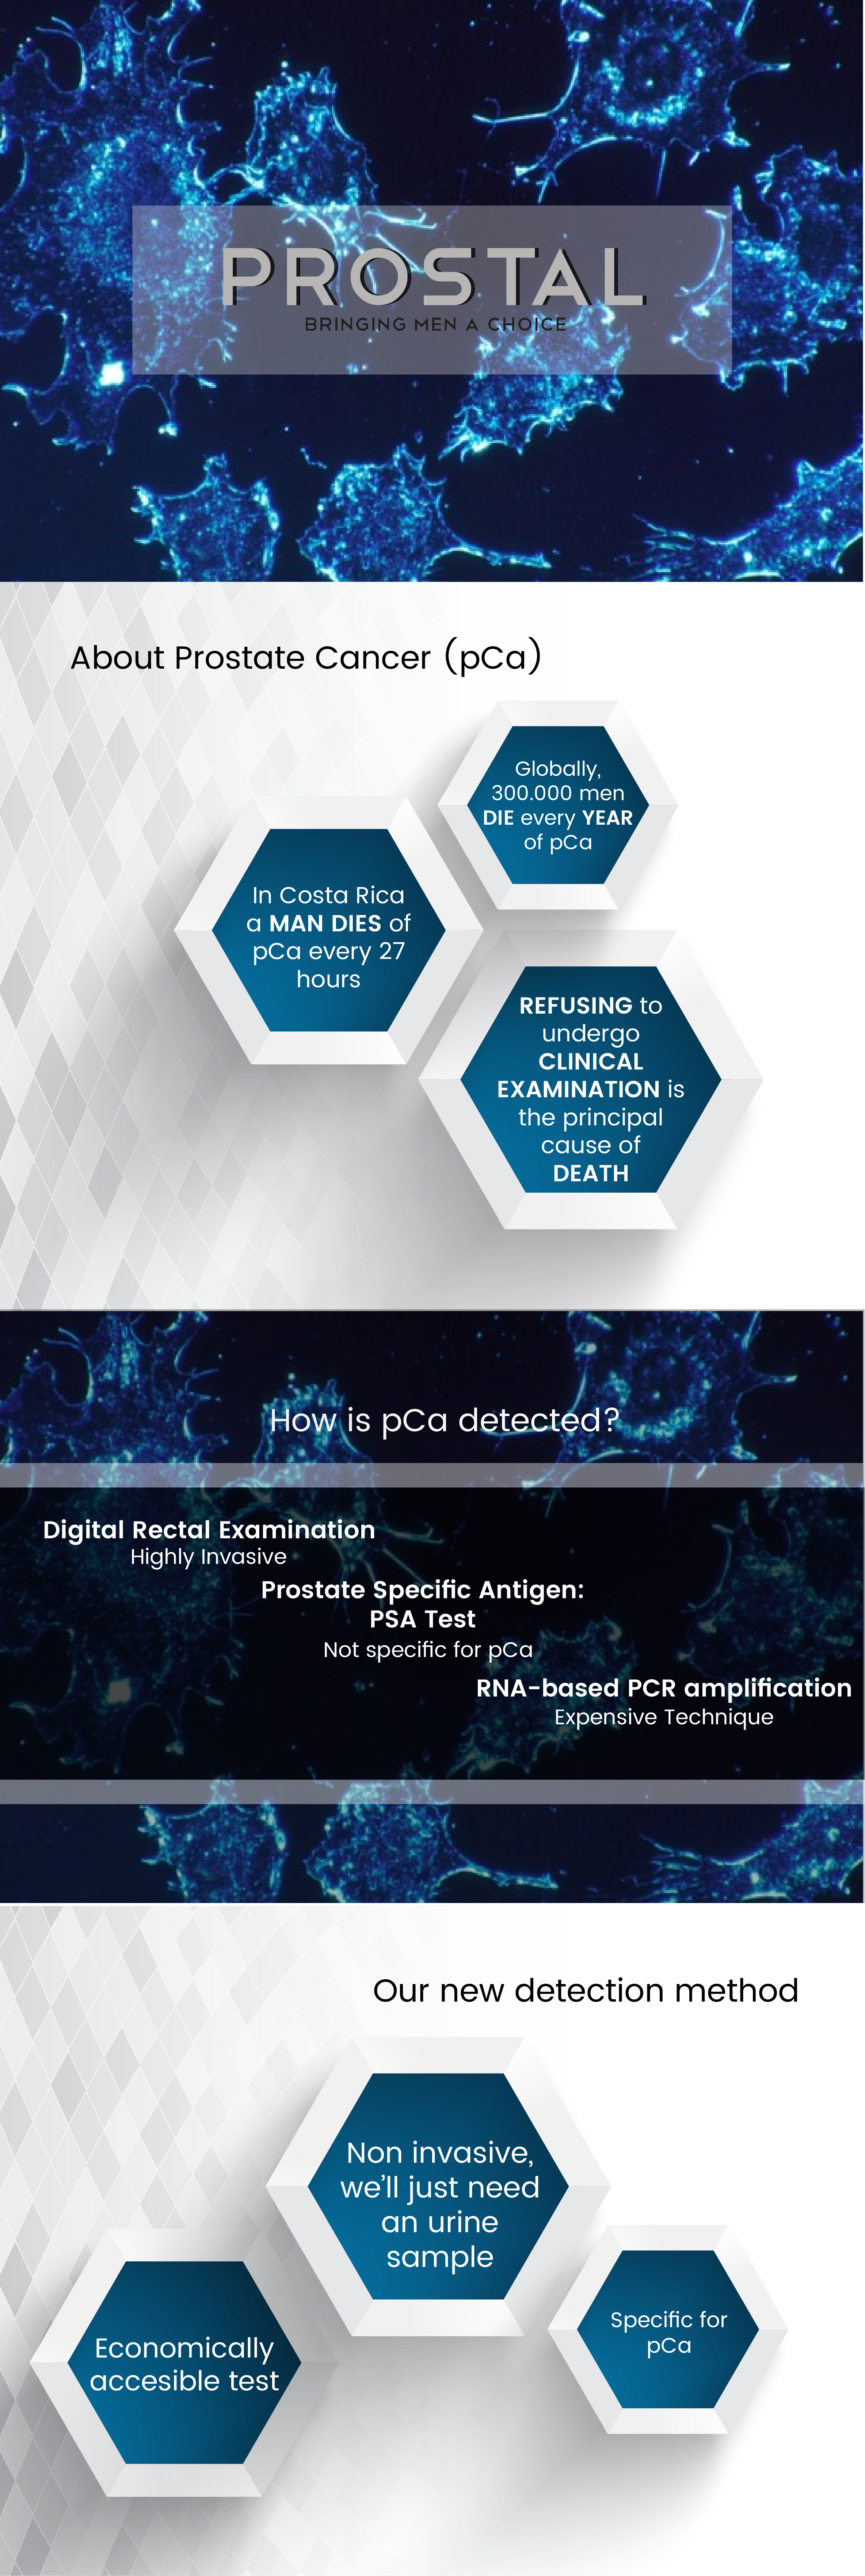 PROSTAL
BRINGING MEN A CHOICE
About Prostate Cancer (pCa)
Globally,
300.000 men
DIE every YEAR
of pCa
In Costa Rica
a MAN DIES of
pCa every 27
hours
REFUSING to
undergo
CLINICAL
EXAMINATION is
the principal
cause of
DEATH
How is pCa detected?
Digital Rectal Examination
Highly Invasive
Prostate Specific Antigen:
PSA Test
Not specific for pCa
RNA-based PCR amplification
Expensive Technique
Our new detection method
Non invasive,
we'll just need
an urine
sample
Economically
accesible test
Specific for
pCa